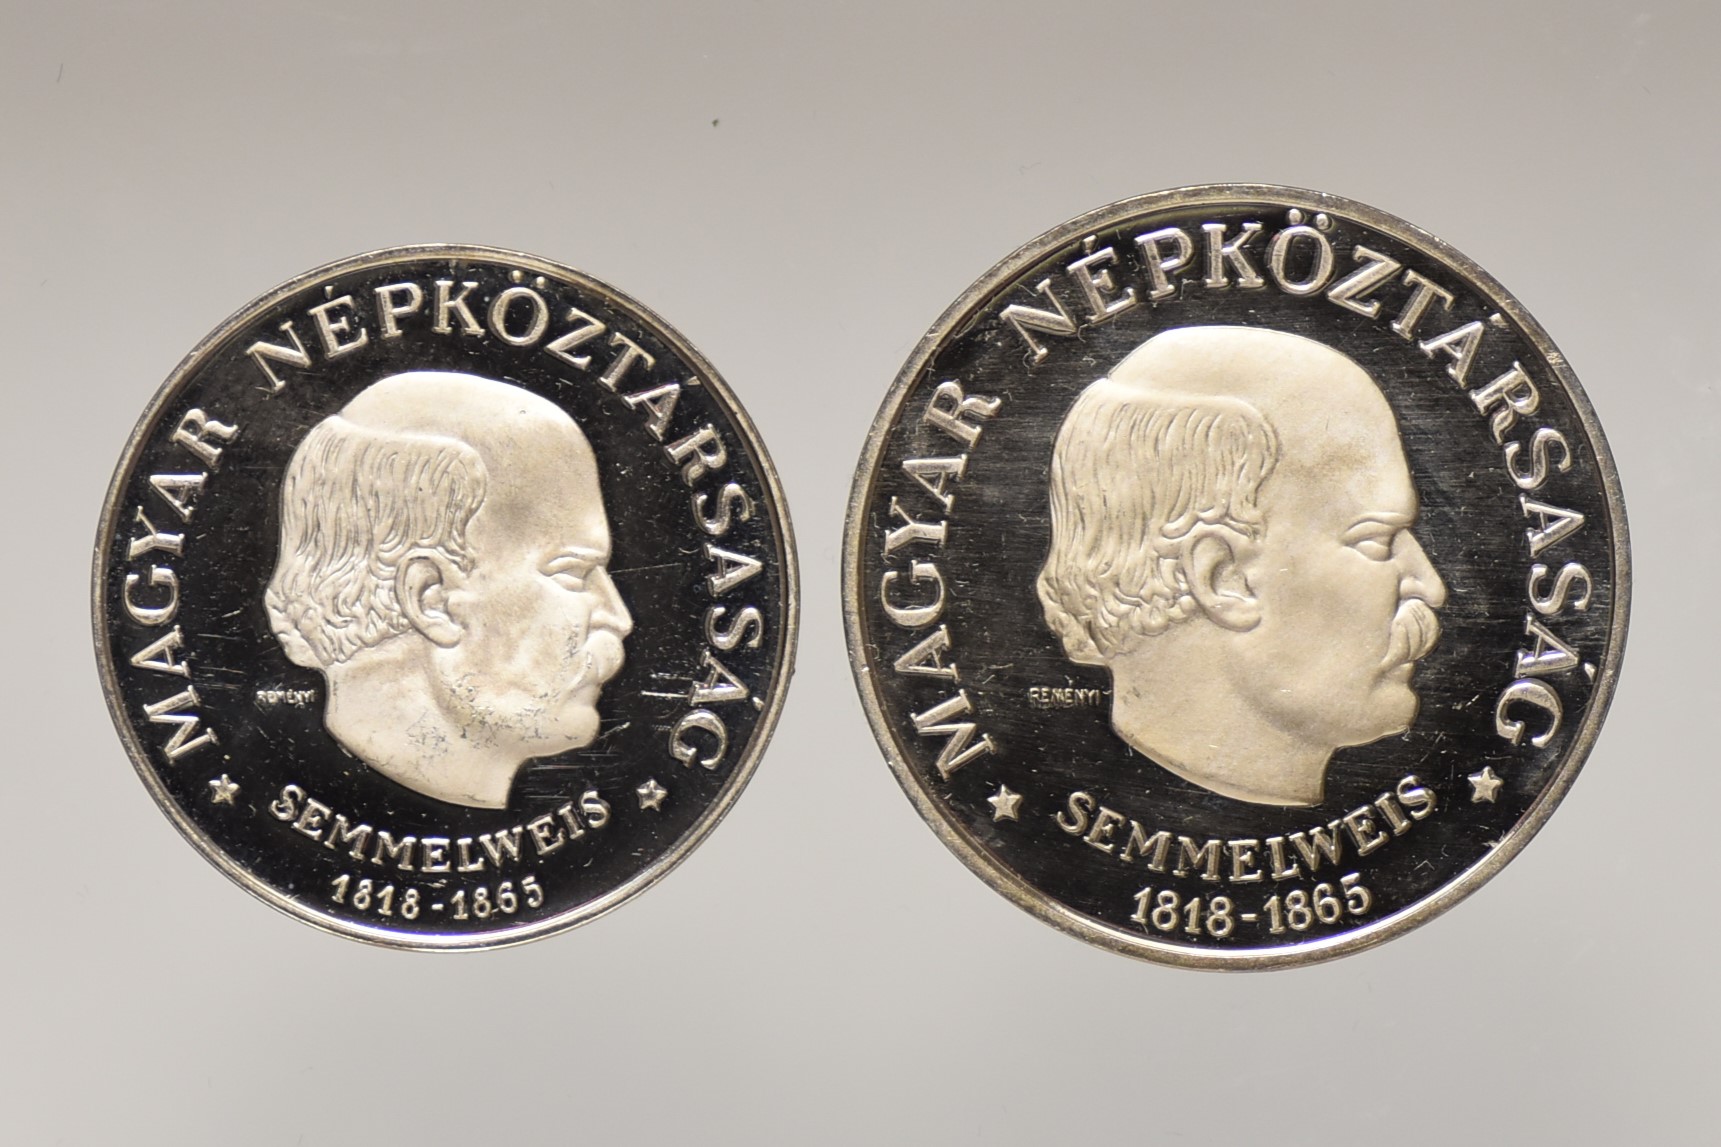 MAGYAR NÉPKÖZTÁRSASÁG
REMÉNYI
SEMMELWEIS
1818-1865
MAGYAR NÉPKÖZTÁRSASÁG
REMÉNYI
SEMMELWEIS
1818-1865